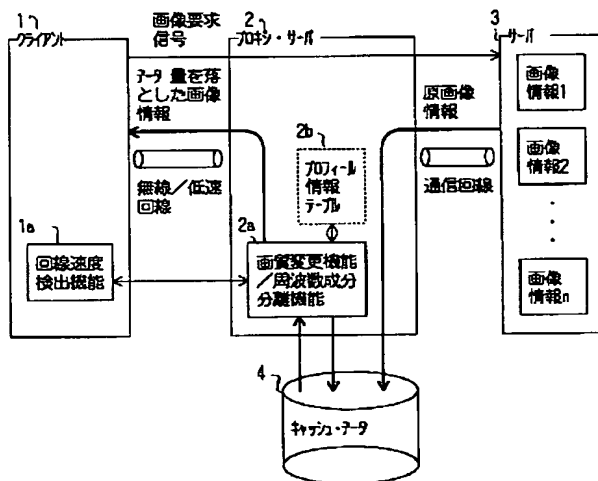 1
クライアント
画像要求
信号
2
プロキシ・サーバ
3
サーバ
データ量を落
とした画像
情報
原画像
情報
画像
情報1
2b
プロフィール
情報
テーブル
画像
情報2
無線/低速
回線
通信回線
1a
回線速度
検出機能
2a
画質変更機能
/周波数成分
分離機能
・
・
・
画像
情報n
4
キャッシュ・データ